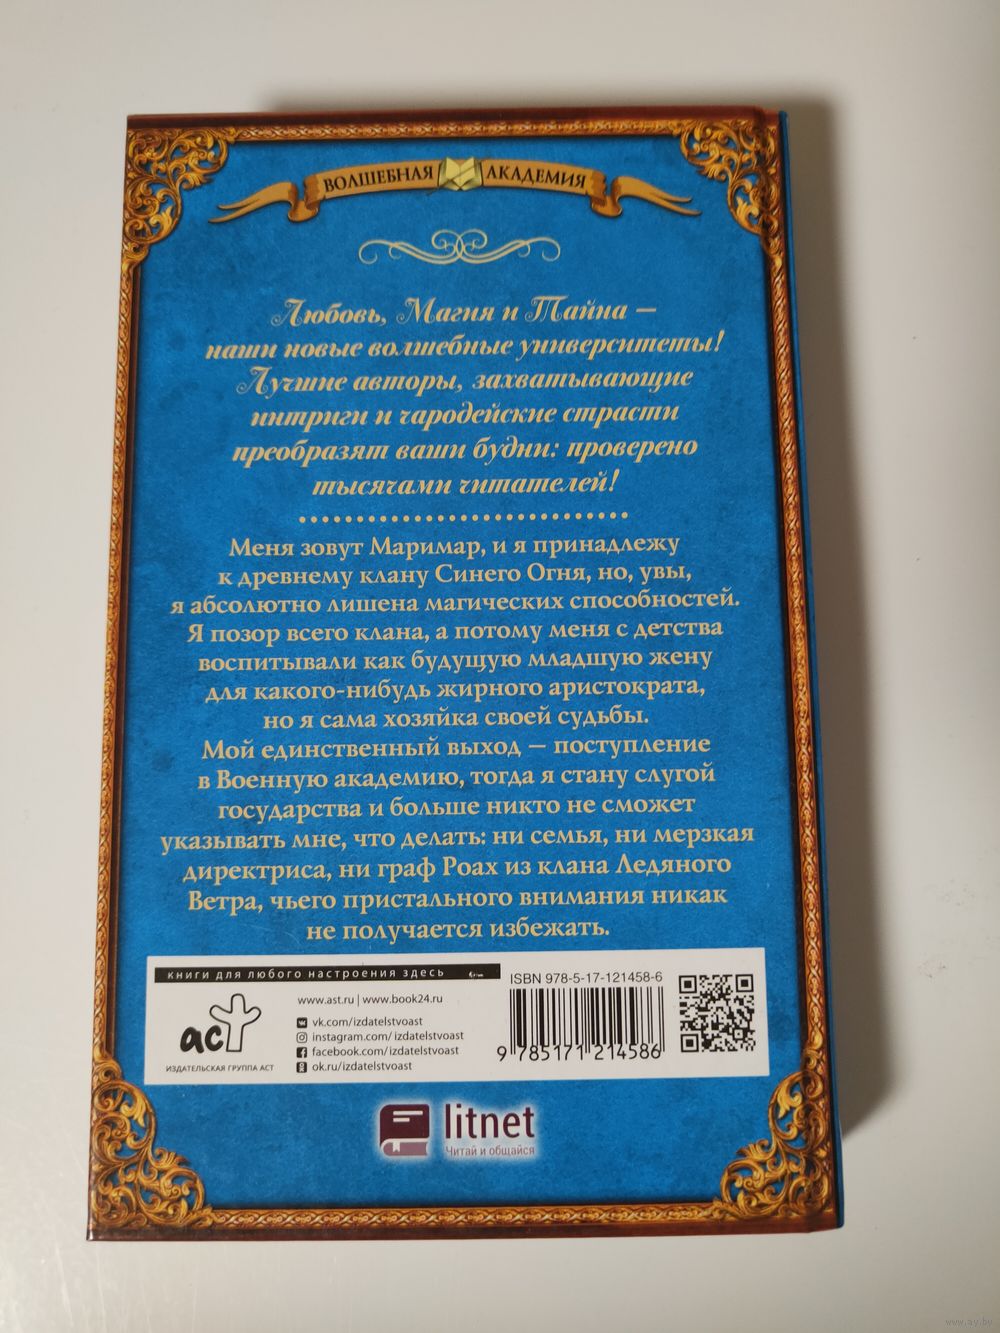 ВОЛШЕБНАЯ АКАДЕМИЯ
Любовь, Магия и Тайна —
наши новые волшебные университеты!
Лучшие авторы, захватывающие
интриги и чародейские страсти
преобразят ваши будни: проверено
тысячами читателей!
Меня зовут Маримар, и я принадлежу
к древнему клану Синего Огня, но, увы,
я абсолютно лишена магических способностей.
Я позор всего клана, а потому меня с детства
воспитывали как будущую младшую жену
для какого-нибудь жирного аристократа,
но я сама хозяйка своей судьбы.
Мой единственный выход — поступление
в Военную академию, тогда я стану слугой
государства и больше никто не сможет
указывать мне, что делать: ни семья, ни мерзкая
директриса, ни граф Роах из клана Ледяного
Ветра, чьего пристального внимания никак
не получается избежать.
книги для любого настроения здесь
аст
ИЗДАТЕЛЬСКАЯ ГРУППА АСТ
www.ast.ru | www.book24.ru
vk.com/izdatelstvoast
instagram.com/izdatelstvoast
facebook.com/izdatelstvoast
ok.ru/izdatelstvoast
ISBN 978-5-17-121458-6
9 785171 214586
litnet
Читай и общайся
www.ay.by